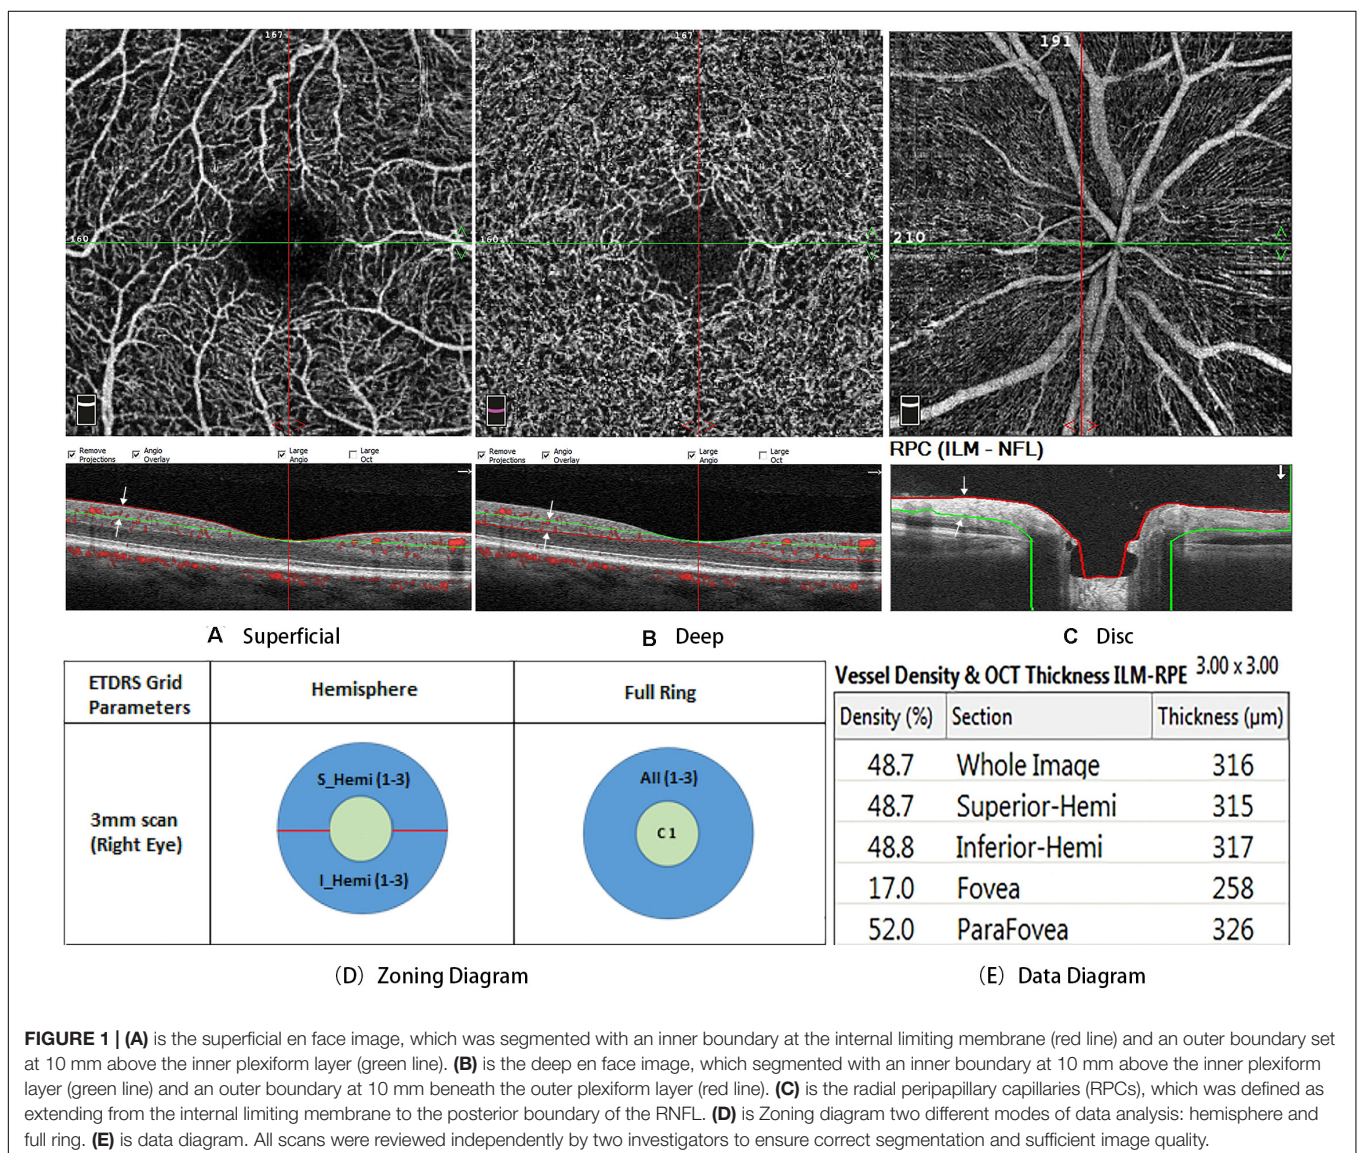 167
160
167
160
191
210
RPC (ILM - NFL)
Remove Projections
Angio Overlay
Large Angio
Large Oct
Remove Projections
Angio Overlay
Large Angio
Large Oct
A Superficial
B Deep
C Disc
ETDRS Grid Parameters
Hemisphere
Full Ring
3mm scan (Right Eye)
S_Hemi (1-3)
I_Hemi (1-3)
All (1-3)
C 1
(D) Zoning Diagram
Vessel Density & OCT Thickness ILM-RPE 3.00 x 3.00
Density (%) Section Thickness (µm)
48.7 Whole Image 316
48.7 Superior-Hemi 315
48.8 Inferior-Hemi 317
17.0 Fovea 258
52.0 ParaFovea 326
(E) Data Diagram
FIGURE 1 | (A) is the superficial en face image, which was segmented with an inner boundary at the internal limiting membrane (red line) and an outer boundary set
at 10 mm above the inner plexiform layer (green line). (B) is the deep en face image, which segmented with an inner boundary at 10 mm above the inner plexiform
layer (green line) and an outer boundary at 10 mm beneath the outer plexiform layer (red line). (C) is the radial peripapillary capillaries (RPCs), which was defined as
extending from the internal limiting membrane to the posterior boundary of the RNFL. (D) is Zoning diagram two different modes of data analysis: hemisphere and
full ring. (E) is data diagram. All scans were reviewed independently by two investigators to ensure correct segmentation and sufficient image quality.